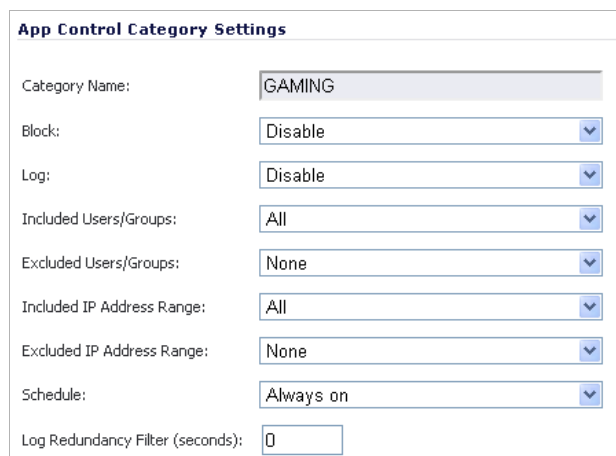 App Control Category Settings
Category Name: GAMING
Block: Disable
Log: Disable
Included Users/Groups: All
Excluded Users/Groups: None
Included IP Address Range: All
Excluded IP Address Range: None
Schedule: Always on
Log Redundancy Filter (seconds): 0